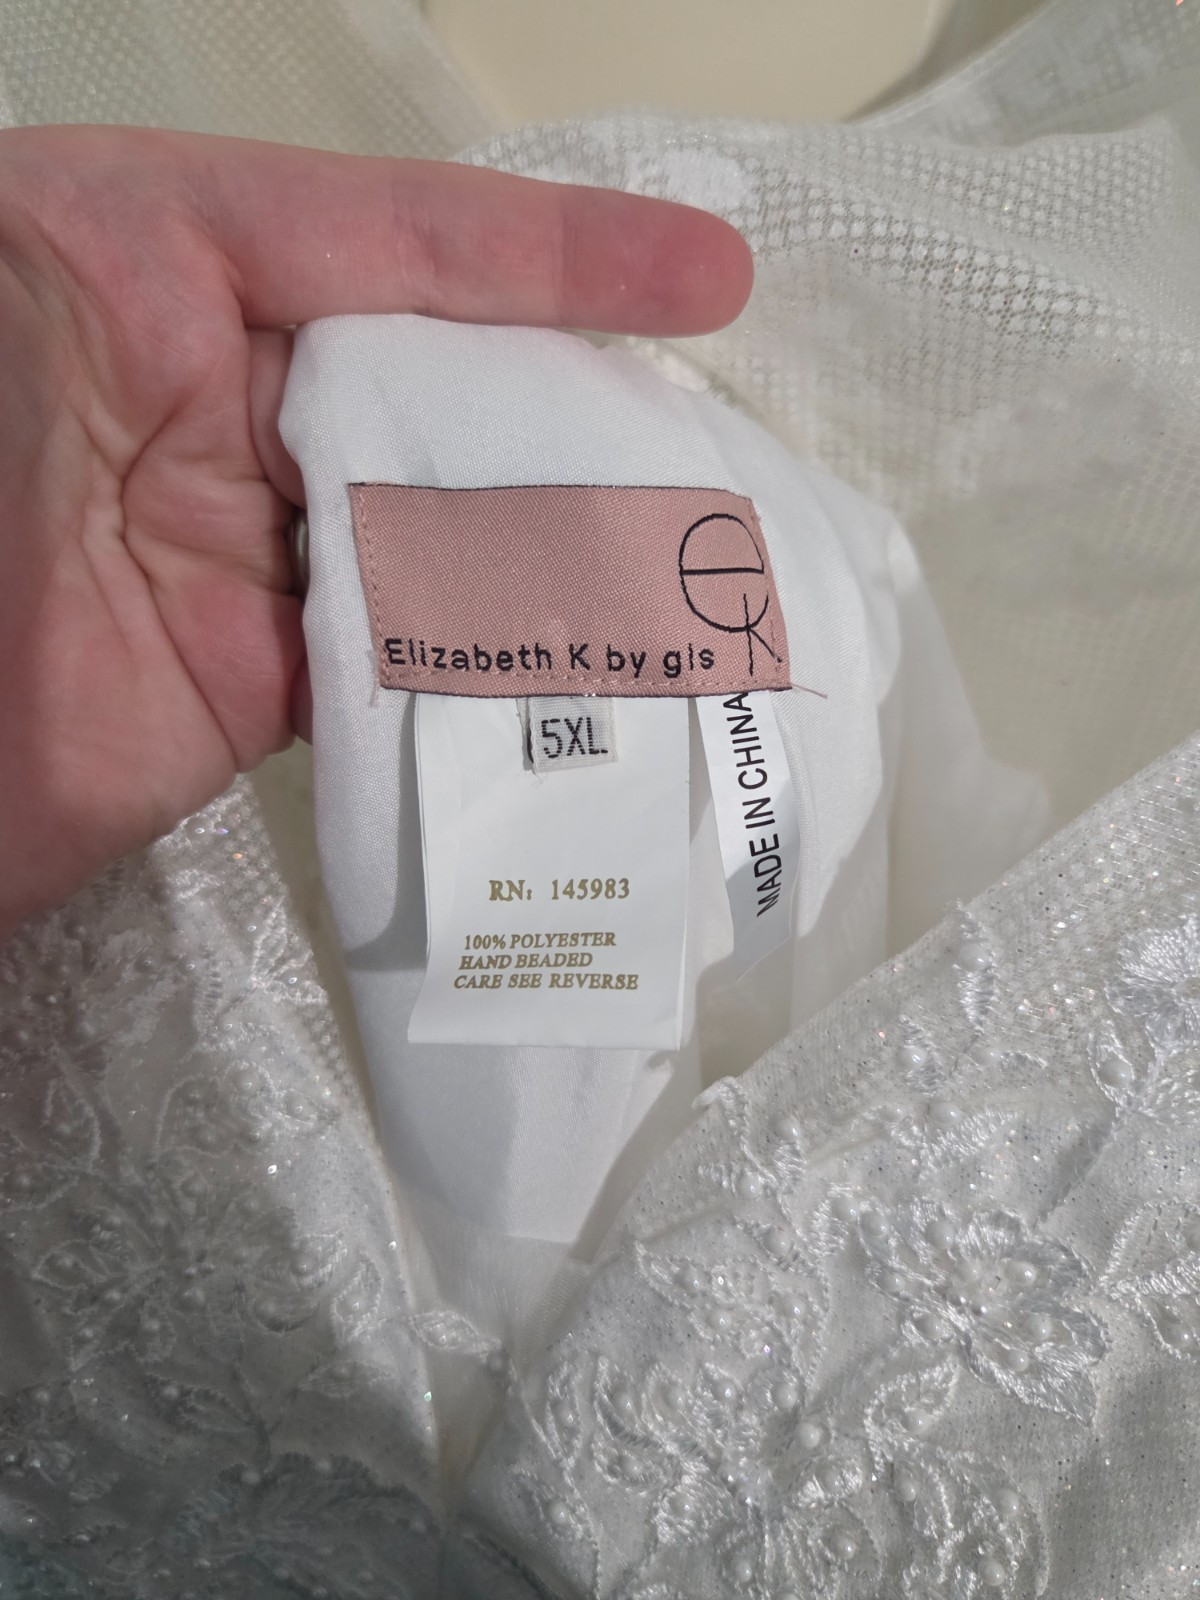 Elizabeth K by gls
5XL
MADE IN CHINA
RN: 145983
100% POLYESTER
HAND BEADED
CARE SEE REVERSE